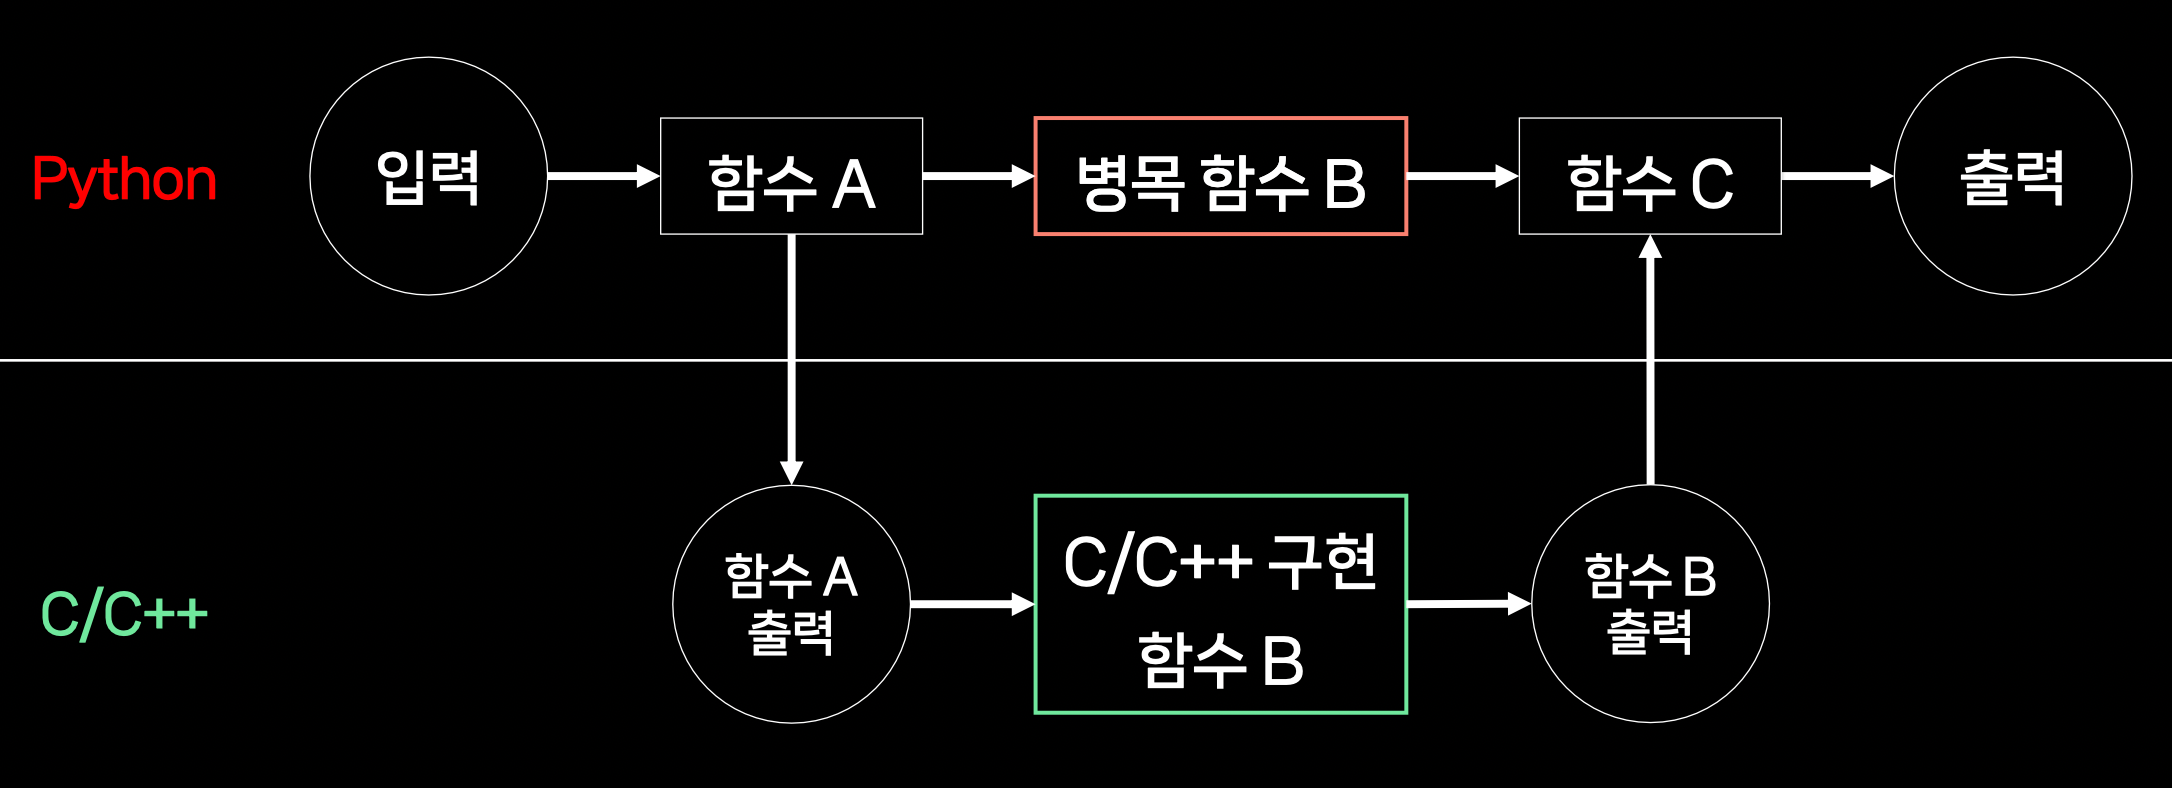 Python
입력
함수 A
병목 함수 B
함수 C
출력
C/C++
함수 A
출력
C/C++ 구현
함수 B
함수 B
출력